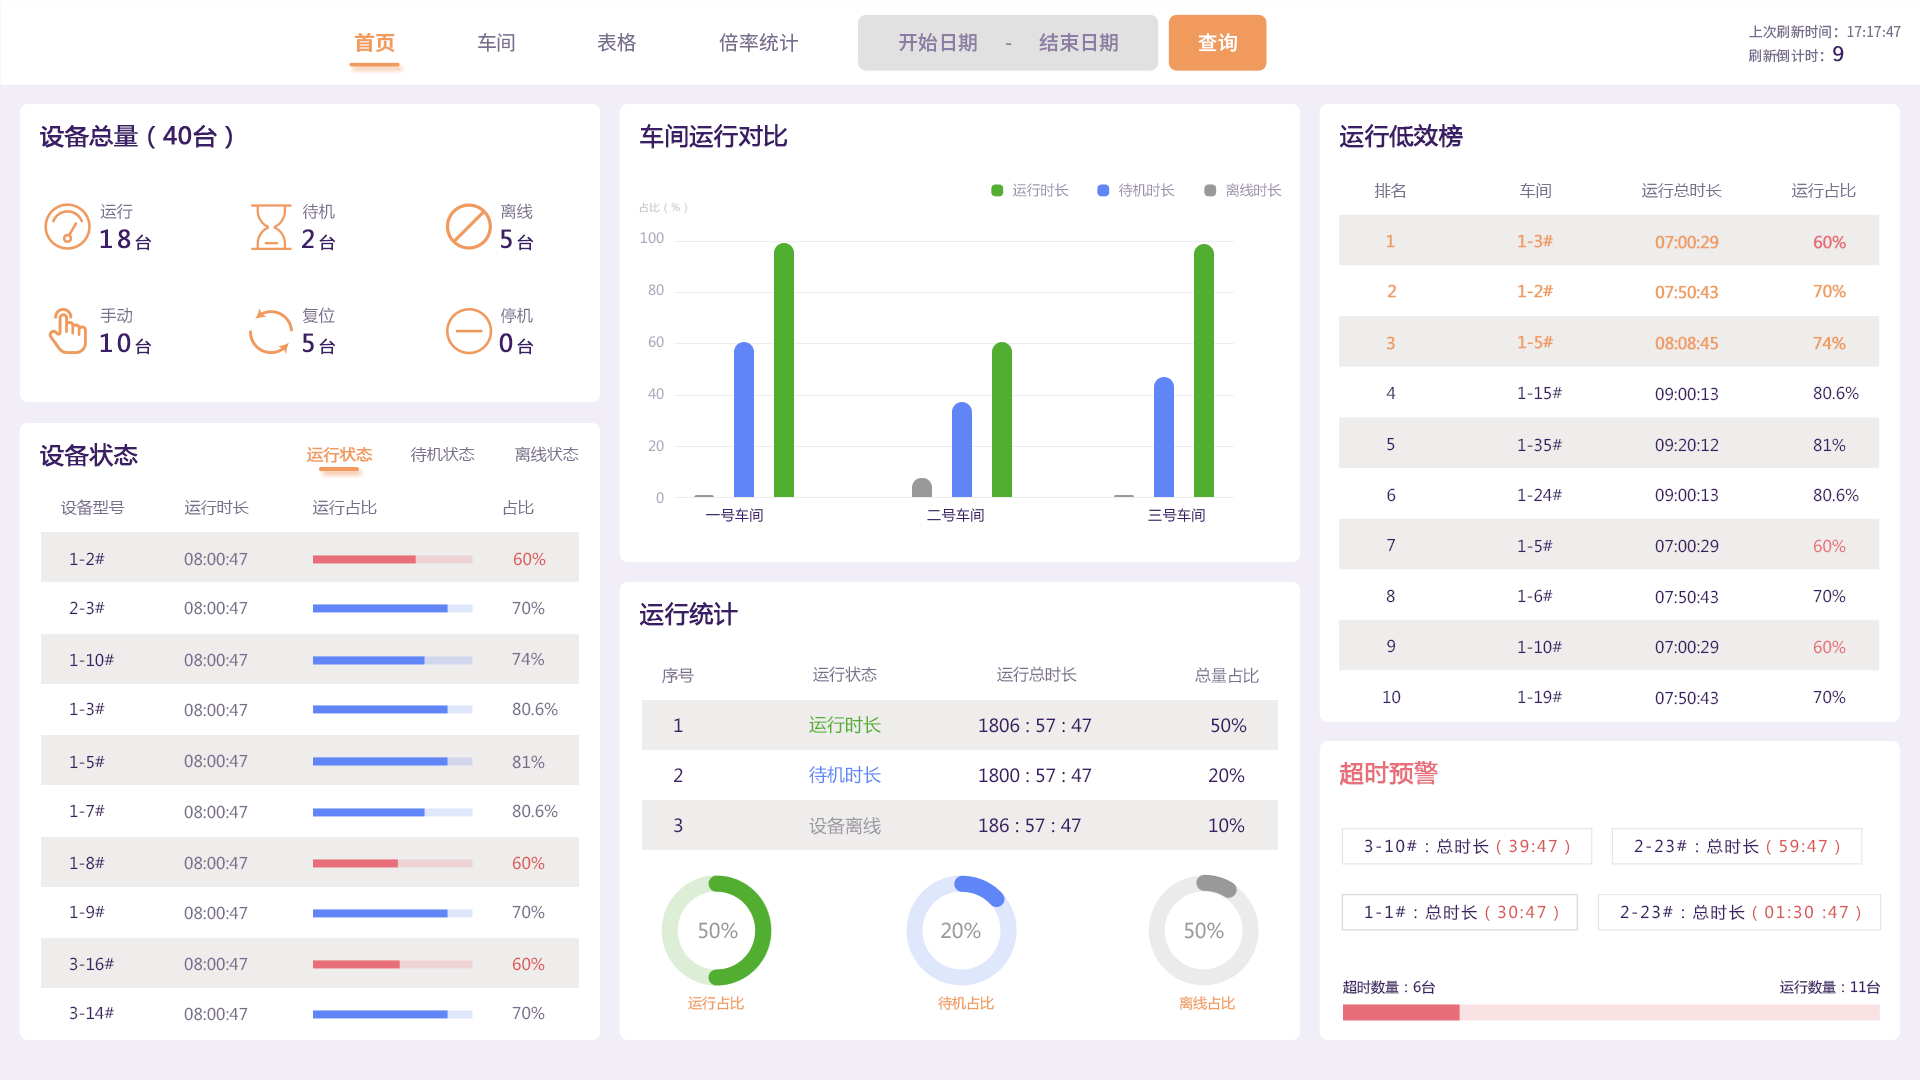 首页 车间 表格 倍率统计 开始日期 - 结束日期 查询
上次刷新时间：17:17:47
刷新倒计时：9
设备总量 ( 40台 )
运行 18台
待机 2台
离线 5台
手动 10台
复位 5台
停机 0台
设备状态 运行状态 待机状态 离线状态
设备型号 运行时长 运行占比 占比
1-2# 08:00:47 60%
2-3# 08:00:47 70%
1-10# 08:00:47 74%
1-3# 08:00:47 80.6%
1-5# 08:00:47 81%
1-7# 08:00:47 80.6%
1-8# 08:00:47 60%
1-9# 08:00:47 70%
3-16# 08:00:47 60%
3-14# 08:00:47 70%
车间运行对比
运行时长 待机时长 离线时长
占比 ( % )
100
80
60
40
20
0
一号车间 二号车间 三号车间
运行统计
序号 运行状态 运行总时长 总量占比
1 运行时长 1806 : 57 : 47 50%
2 待机时长 1800 : 57 : 47 20%
3 设备离线 186 : 57 : 47 10%
50% 20% 50%
运行占比 待机占比 离线占比
运行低效榜
排名 车间 运行总时长 运行占比
1 1-3# 07:00:29 60%
2 1-2# 07:50:43 70%
3 1-5# 08:08:45 74%
4 1-15# 09:00:13 80.6%
5 1-35# 09:20:12 81%
6 1-24# 09:00:13 80.6%
7 1-5# 07:00:29 60%
8 1-6# 07:50:43 70%
9 1-10# 07:00:29 60%
10 1-19# 07:50:43 70%
超时预警
3-10# : 总时长 ( 39:47 ) 2-23# : 总时长 ( 59:47 )
1-1# : 总时长 ( 30:47 ) 2-23# : 总时长 ( 01:30 :47 )
超时数量 : 6台 运行数量 : 11台